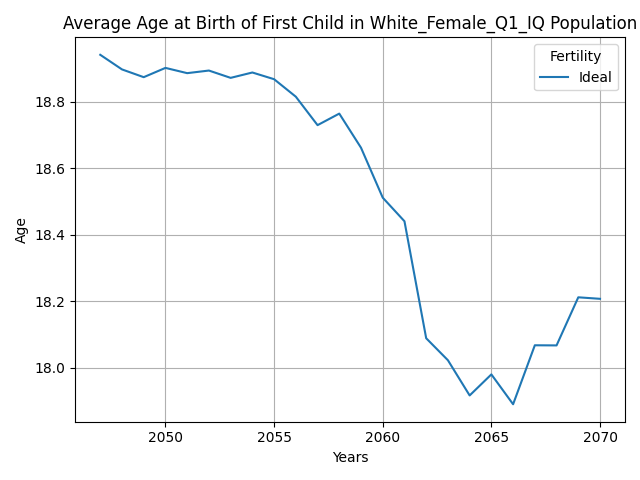 Average Age at Birth of First Child in White_Female_Q1_IQ Population
Fertility
Ideal
Age
18.8
18.6
18.4
18.2
18.0
2050 2055 2060 2065 2070
Years